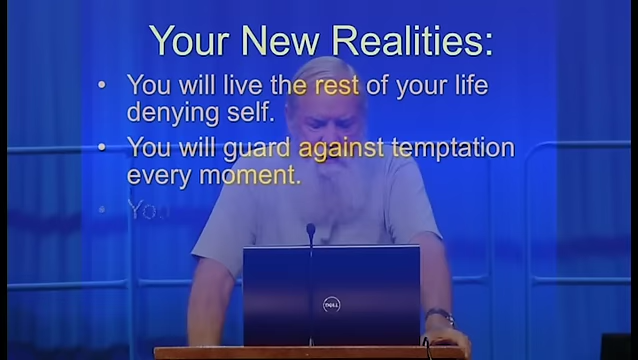 Your New Realities:
• You will live the rest of your life
denying self.
• You will guard against temptation
every moment.
• You
DELL